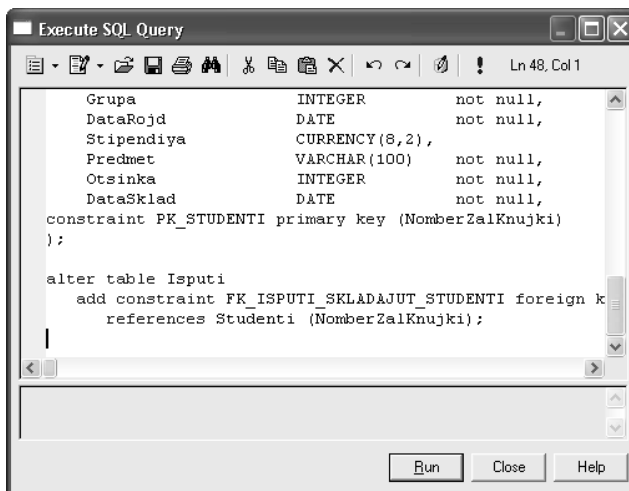 Execute SQL Query
Ln 48, Col 1
Grupa INTEGER not null,
DataRojd DATE not null,
Stipendiya CURRENCY(8,2),
Predmet VARCHAR(100) not null,
Otsinka INTEGER not null,
DataSklad DATE not null,
constraint PK_STUDENTI primary key (NomberZalKnujki)
);
alter table Isputi
add constraint FK_ISPUTI_SKLADAJUT_STUDENTI foreign k
references Studenti (NomberZalKnujki);
Run Close Help